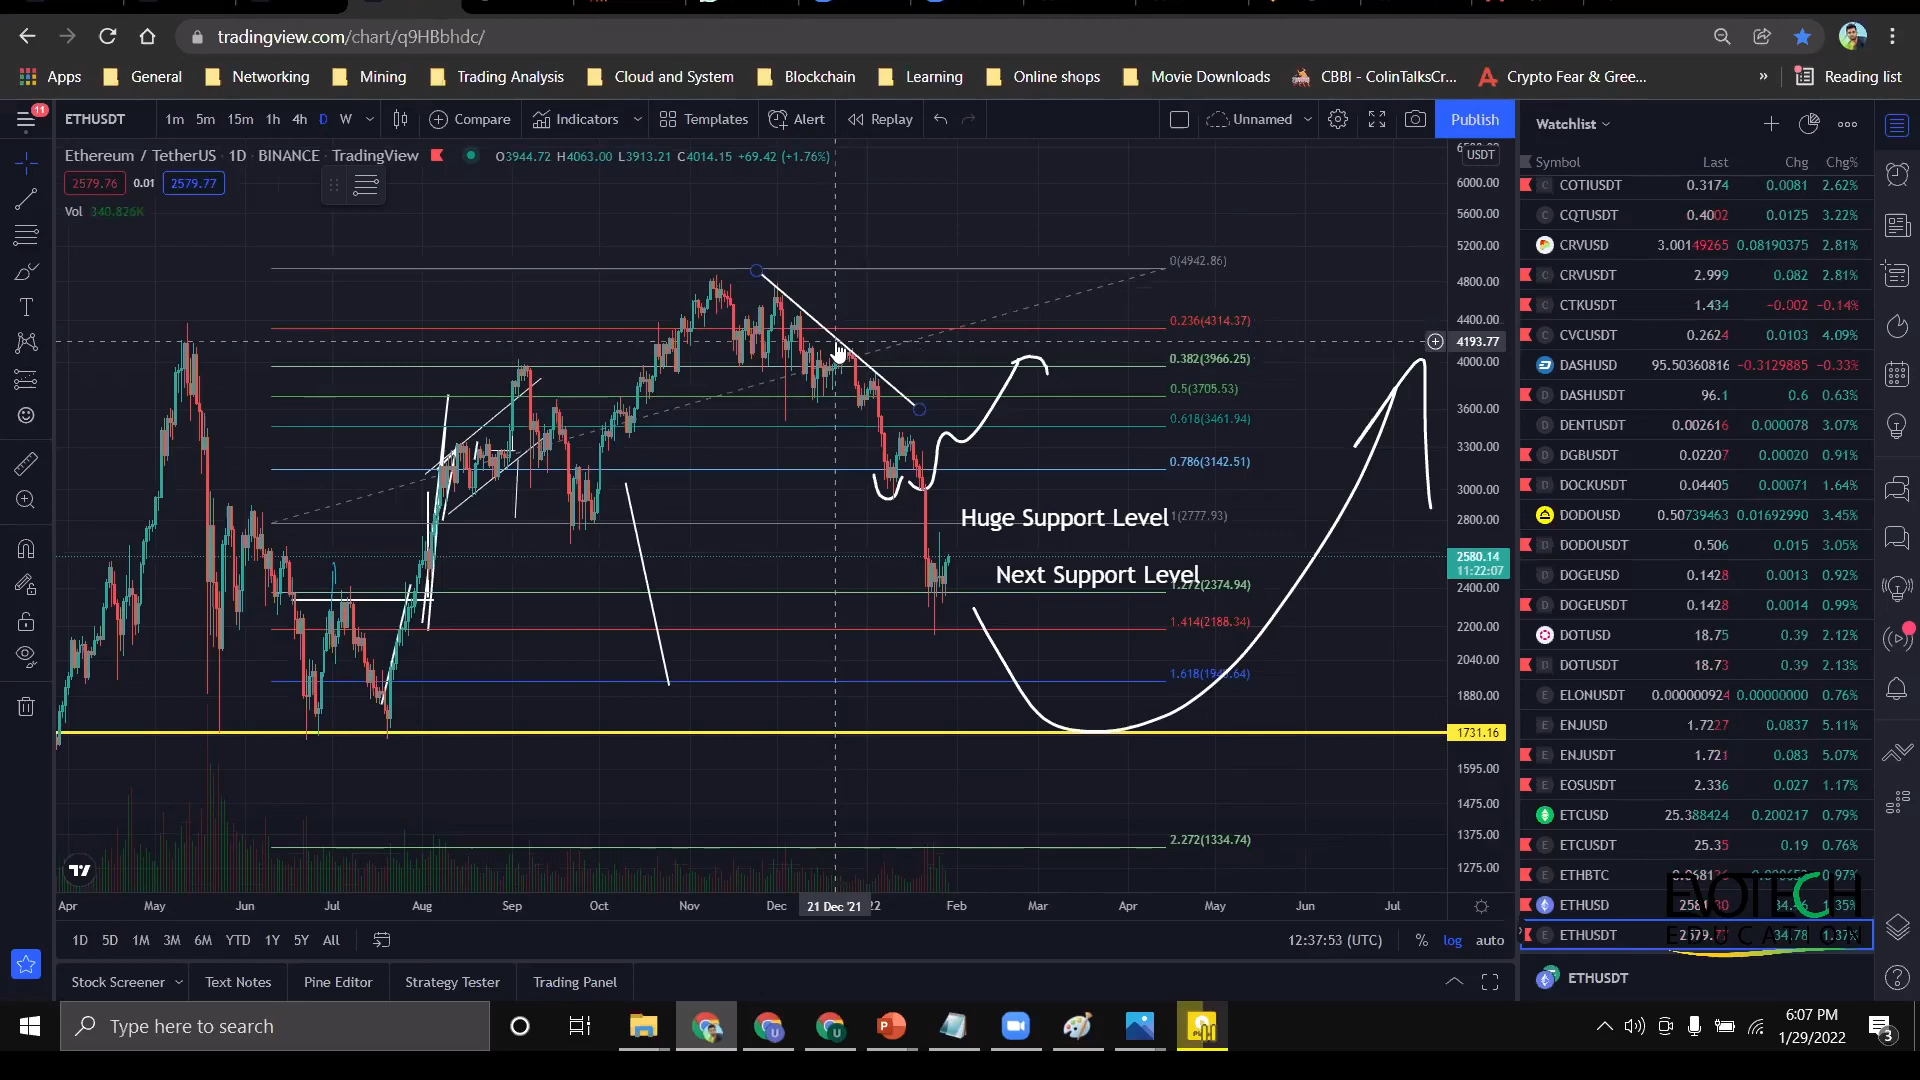 tradingview.com/chart/q9HBbhdc/
Apps General Networking Mining Trading Analysis Cloud and System Blockchain Learning Online shops Movie Downloads CBBI - ColinTalksCr... Crypto Fear & Gree... » Reading list
11 ETHUSDT 1m 5m 15m 1h 4h D W Compare Indicators Templates Alert Replay Unnamed Publish
Ethereum / TetherUS · 1D · BINANCE · TradingView O3944.72 H4063.00 L3913.21 C4014.15 +69.42 (+1.76%)
2579.76 0.01 2579.77
Vol 340.826K
USDT
6000.00
5600.00
5200.00
4800.00
4400.00
4193.77
4000.00
3600.00
3300.00
3000.00
2800.00
2580.14
11:22:07
2400.00
2200.00
2040.00
1880.00
1731.16
1595.00
1475.00
1375.00
1275.00
0(4942.86)
0.236(4314.37)
0.382(3966.25)
0.5(3705.53)
0.618(3461.94)
0.786(3142.51)
Huge Support Level 1(2777.93)
Next Support Level
1.272(2374.94)
1.414(2188.34)
2.272(1334.74)
Apr May Jun Jul Aug Sep Oct Nov Dec 21 Dec '21 22 Feb Mar Apr May Jun Jul
1D 5D 1M 3M 6M YTD 1Y 5Y All 12:37:53 (UTC) % log auto
Stock Screener Text Notes Pine Editor Strategy Tester Trading Panel
Watchlist
Symbol Last Chg Chg%
COTIUSDT 0.3174 0.0081 2.62%
CQTUSDT 0.4002 0.0125 3.22%
CRVUSD 3.00149265 0.08190375 2.81%
CRVUSDT 2.999 0.082 2.81%
CTKUSDT 1.434 −0.002 −0.14%
CVCUSDT 0.2624 0.0103 4.09%
DASHUSD 95.50360816 −0.3129885 −0.33%
DASHUSDT 96.1 0.6 0.63%
DENTUSDT 0.002616 0.000078 3.07%
DGBUSDT 0.02207 0.00020 0.91%
DOCKUSDT 0.04405 0.00071 1.64%
DODOUSD 0.50739463 0.01692990 3.45%
DODOUSDT 0.506 0.015 3.05%
DOGEUSD 0.1428 0.0013 0.92%
DOGEUSDT 0.1428 0.0014 0.99%
DOTUSD 18.75 0.39 2.12%
DOTUSDT 18.73 0.39 2.13%
ELONUSDT 0.000000924 0.00000000 0.76%
ENJUSD 1.7227 0.0837 5.11%
ENJUSDT 1.721 0.083 5.07%
EOSUSDT 2.336 0.027 1.17%
ETCUSD 25.388424 0.200217 0.79%
ETCUSDT 25.35 0.19 0.76%
ETHBTC 0.97%
ETHUSD
ETHUSDT 34.78 1.37%
EVOTECH
EDUCATION
ETHUSDT
Type here to search
6:07 PM
1/29/2022
3